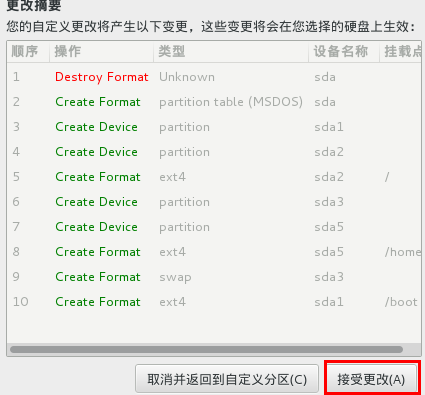 更改摘要
您的自定义更改将产生以下变更，这些变更将会在您选择的硬盘上生效：
顺序 操作 类型 设备名称 挂载点
1 Destroy Format Unknown sda
2 Create Format partition table (MSDOS) sda
3 Create Device partition sda1
4 Create Device partition sda2
5 Create Format ext4 sda2 /
6 Create Device partition sda3
7 Create Device partition sda5
8 Create Format ext4 sda5 /home
9 Create Format swap sda3
10 Create Format ext4 sda1 /boot
取消并返回到自定义分区(C) 接受更改(A)